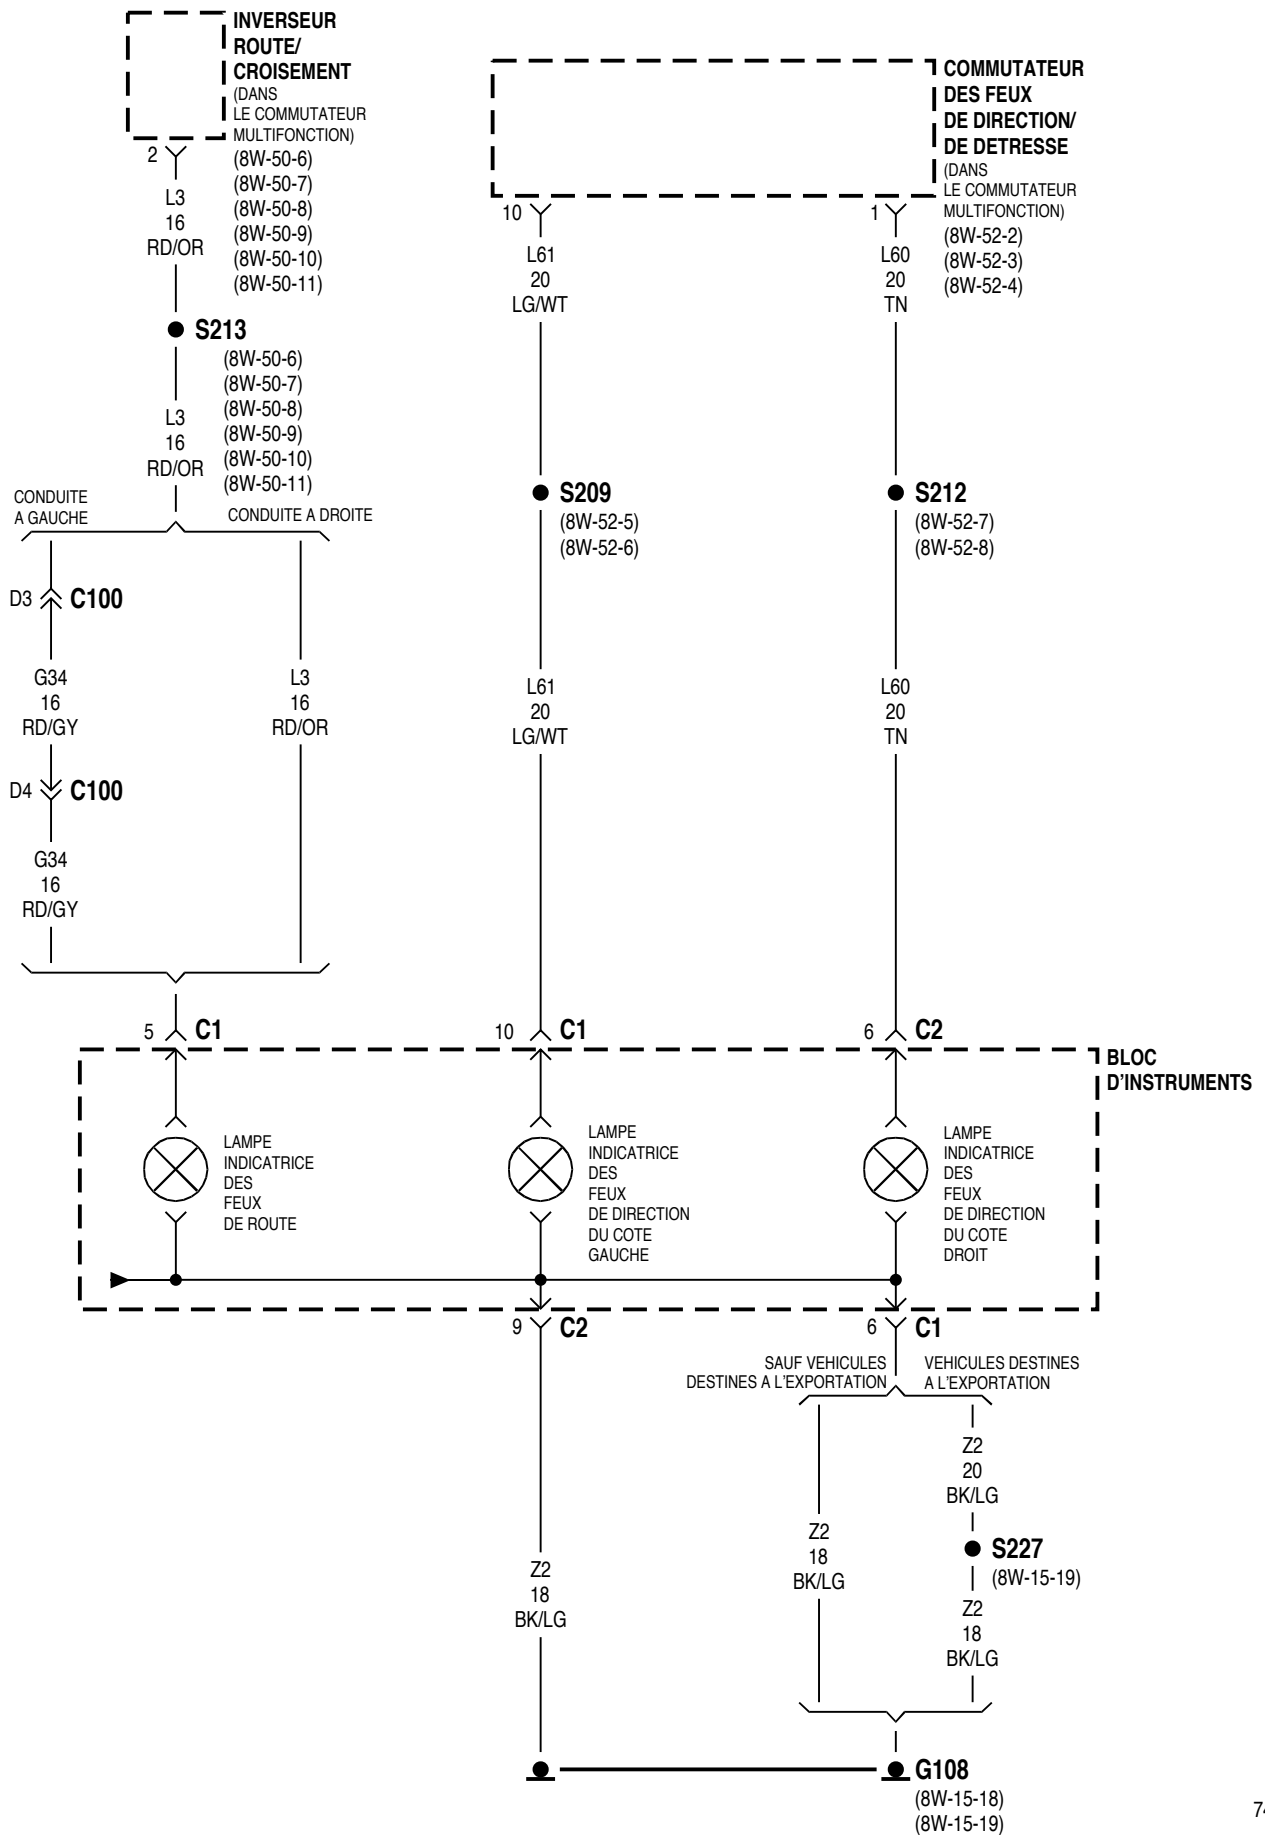 INVERSEUR
ROUTE/
CROISEMENT
(DANS
LE COMMUTATEUR
MULTIFONCTION)
(8W-50-6)
(8W-50-7)
(8W-50-8)
(8W-50-9)
(8W-50-10)
(8W-50-11)
2
L3
16
RD/OR
S213
(8W-50-6)
(8W-50-7)
(8W-50-8)
(8W-50-9)
(8W-50-10)
(8W-50-11)
L3
16
RD/OR
CONDUITE
A GAUCHE
CONDUITE A DROITE
D3
C100
G34
16
RD/GY
L3
16
RD/OR
D4
C100
G34
16
RD/GY
COMMUTATEUR
DES FEUX
DE DIRECTION/
DE DETRESSE
(DANS
LE COMMUTATEUR
MULTIFONCTION)
(8W-52-2)
(8W-52-3)
(8W-52-4)
10
L61
20
LG/WT
1
L60
20
TN
S209
(8W-52-5)
(8W-52-6)
S212
(8W-52-7)
(8W-52-8)
L61
20
LG/WT
L60
20
TN
5
C1
10
C1
6
C2
BLOC
D'INSTRUMENTS
LAMPE
INDICATRICE
DES
FEUX
DE ROUTE
LAMPE
INDICATRICE
DES
FEUX
DE DIRECTION
DU COTE
GAUCHE
LAMPE
INDICATRICE
DES
FEUX
DE DIRECTION
DU COTE
DROIT
9
C2
6
C1
SAUF VEHICULES
DESTINES A L'EXPORTATION
VEHICULES DESTINES
A L'EXPORTATION
Z2
20
BK/LG
Z2
18
BK/LG
S227
(8W-15-19)
Z2
18
BK/LG
Z2
18
BK/LG
G108
(8W-15-18)
(8W-15-19)